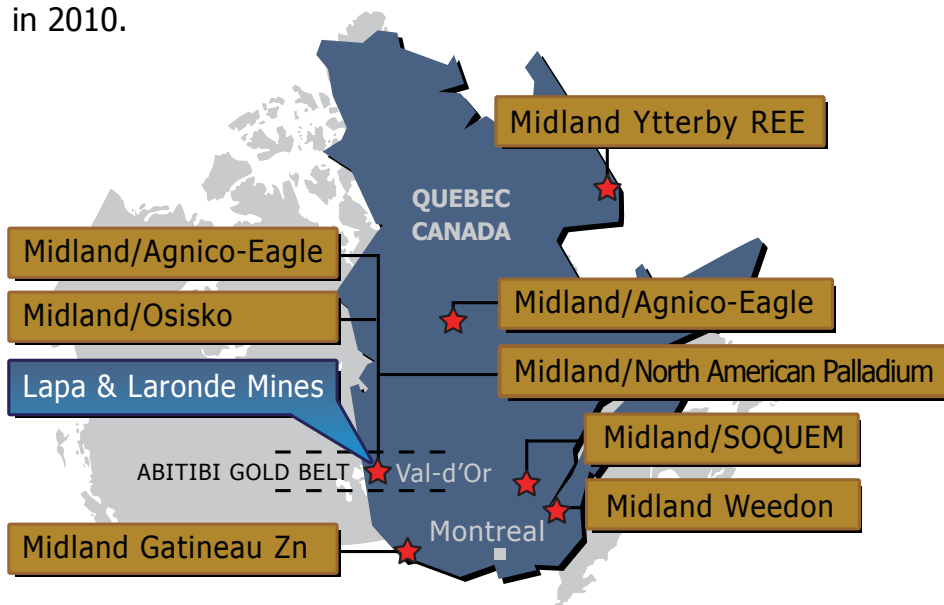 in 2010.
Midland Ytterby REE
QUEBEC
CANADA
Midland/Agnico-Eagle
Midland/Osisko
Midland/Agnico-Eagle
Lapa & Laronde Mines
Midland/North American Palladium
Midland/SOQUEM
ABITIBI GOLD BELT
Val-d'Or
Midland Weedon
Montreal
Midland Gatineau Zn